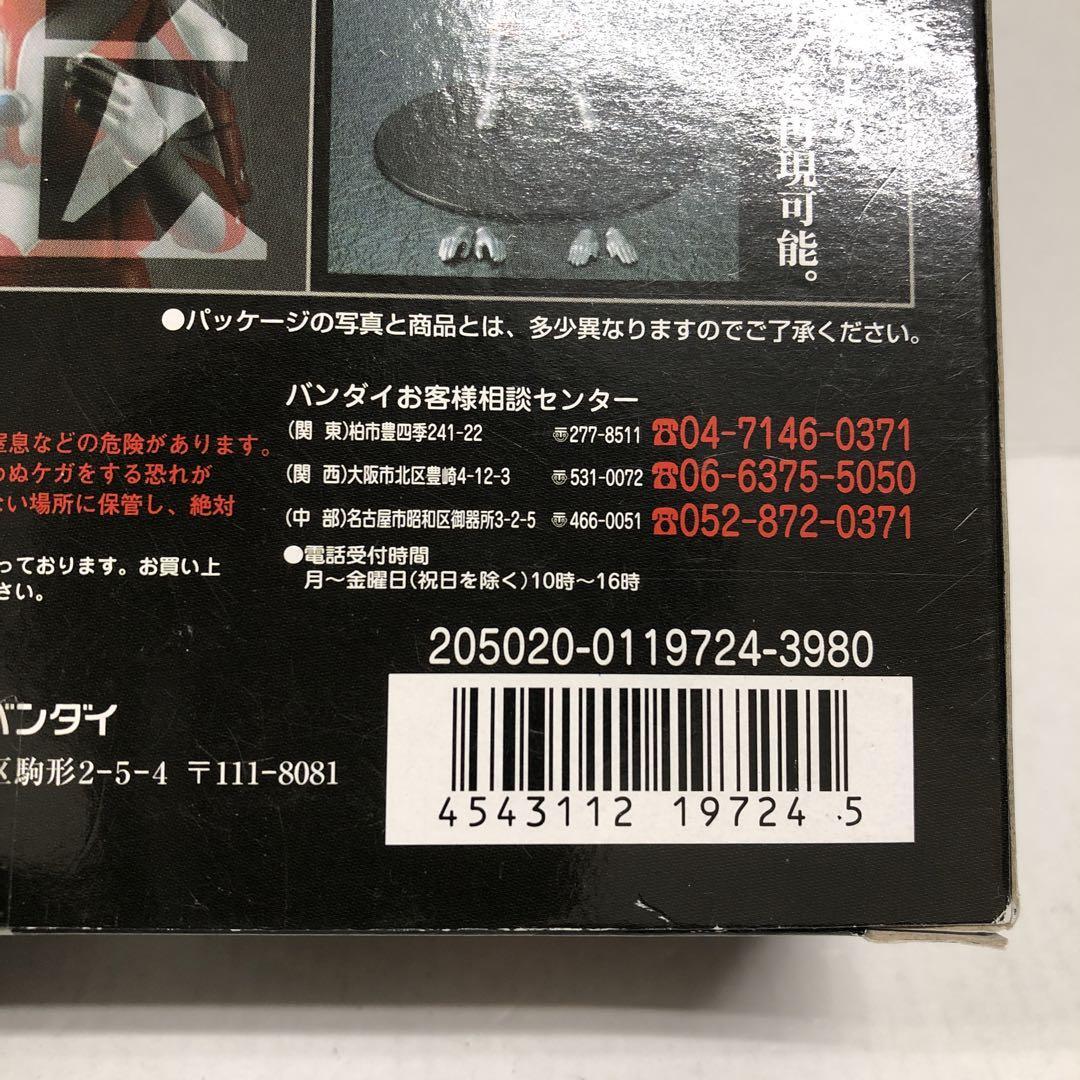 再現可能。
●パッケージの写真と商品とは、多少異なりますのでご了承ください。
窒息などの危険があります。
わぬケガをする恐れが
ない場所に保管し、絶対
っております。お買い上
さい。
バンダイお客様相談センター
(関 東)柏市豊四季241-22 〠277-8511 ☎04-7146-0371
(関 西)大阪市北区豊崎4-12-3 〠531-0072 ☎06-6375-5050
(中 部)名古屋市昭和区御器所3-2-5 〠466-0051 ☎052-872-0371
●電話受付時間
月〜金曜日(祝日を除く)10時〜16時
バンダイ
区駒形2-5-4 〒111-8081
205020-0119724-3980
4543112 19724 5